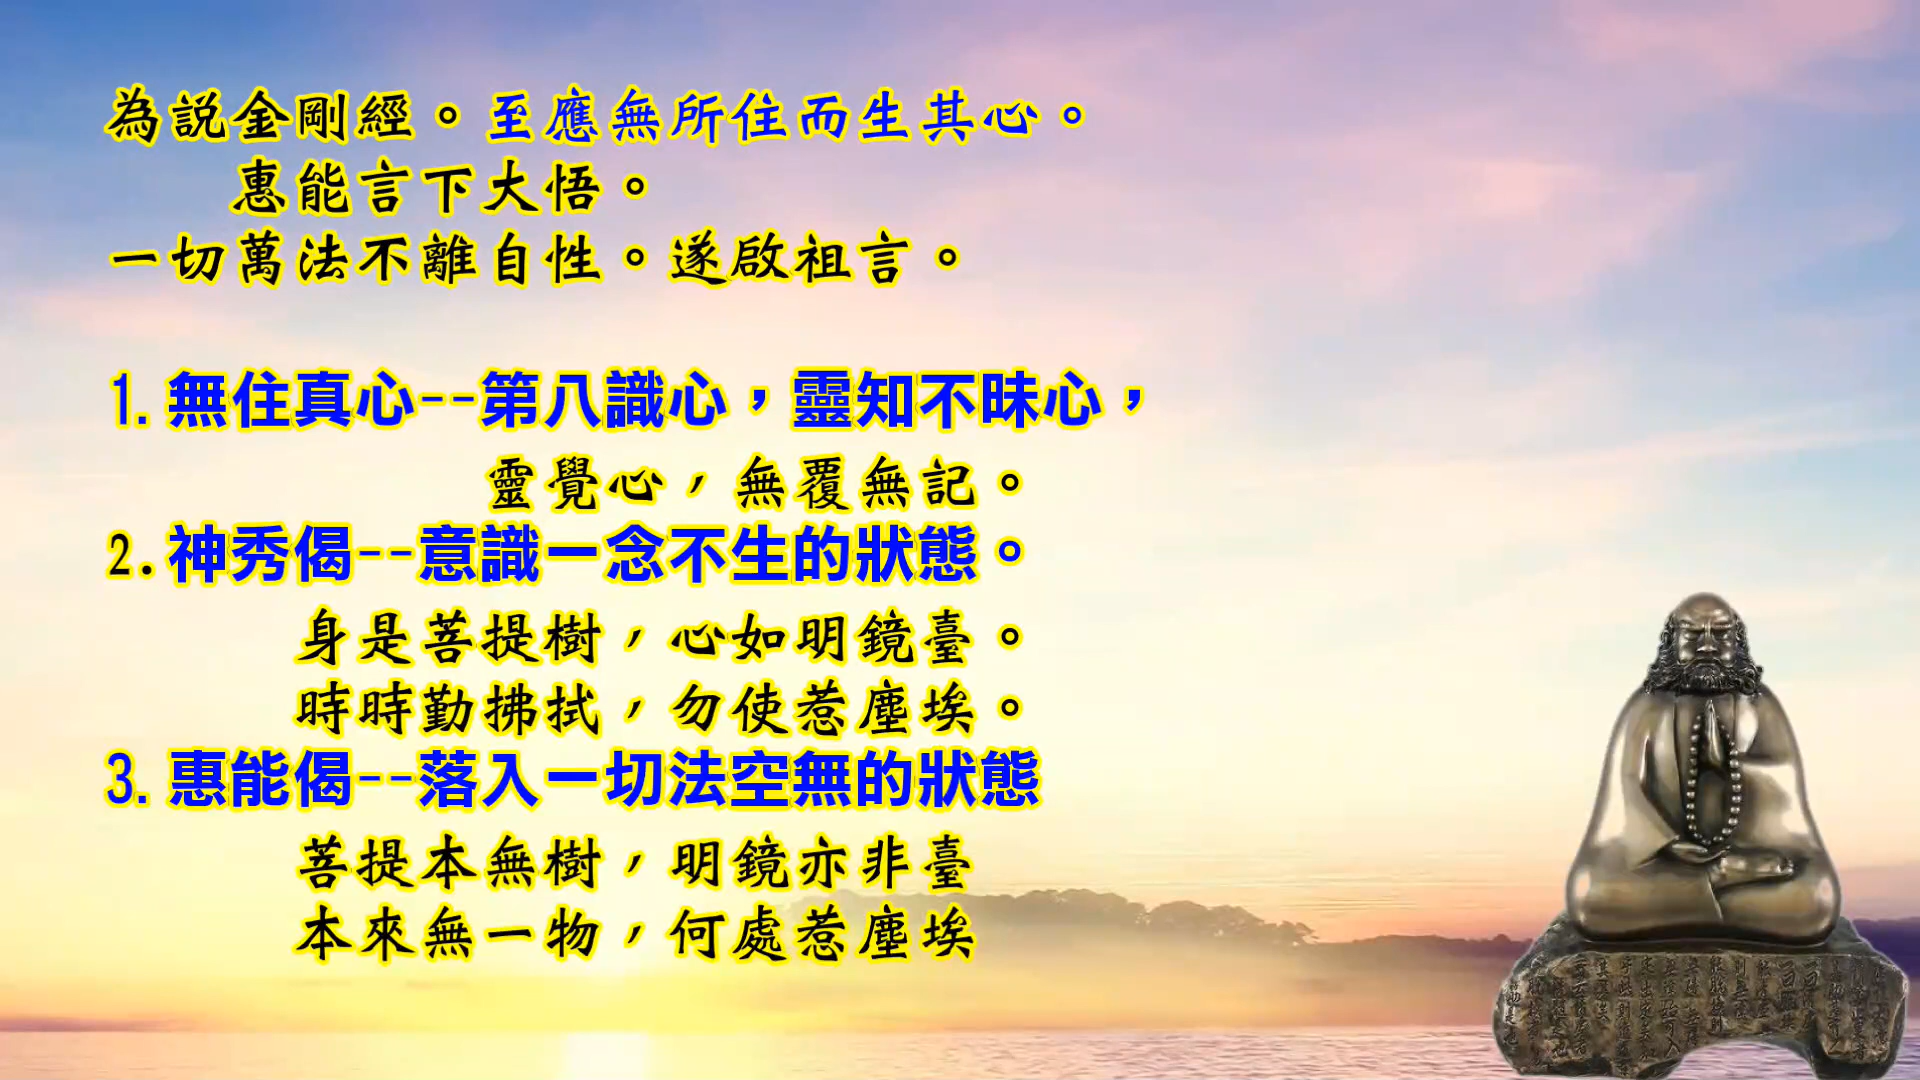 為説金剛經。至應無所住而生其心。
惠能言下大悟。
一切萬法不離自性。遂啟祖言。
1.無住真心--第八識心，靈知不昧心，
靈覺心，無覆無記。
2.神秀偈--意識一念不生的狀態。
身是菩提樹，心如明鏡臺。
時時勤拂拭，勿使惹塵埃。
3.惠能偈--落入一切法空無的狀態
菩提本無樹，明鏡亦非臺
本來無一物，何處惹塵埃